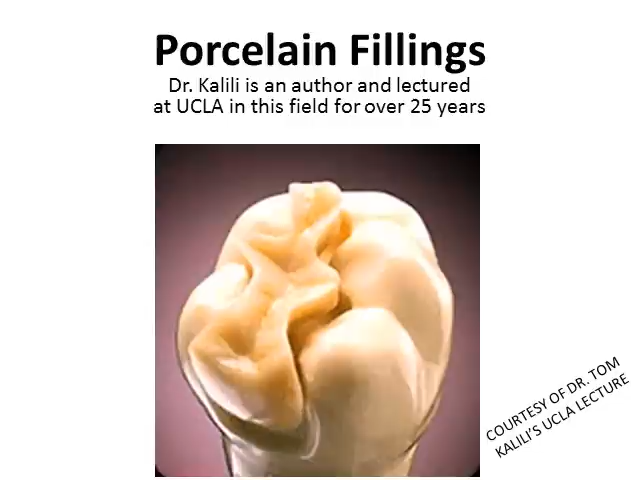 Porcelain Fillings
Dr. Kalili is an author and lectured
at UCLA in this field for over 25 years
COURTESY OF DR. TOM
KALILI'S UCLA LECTURE